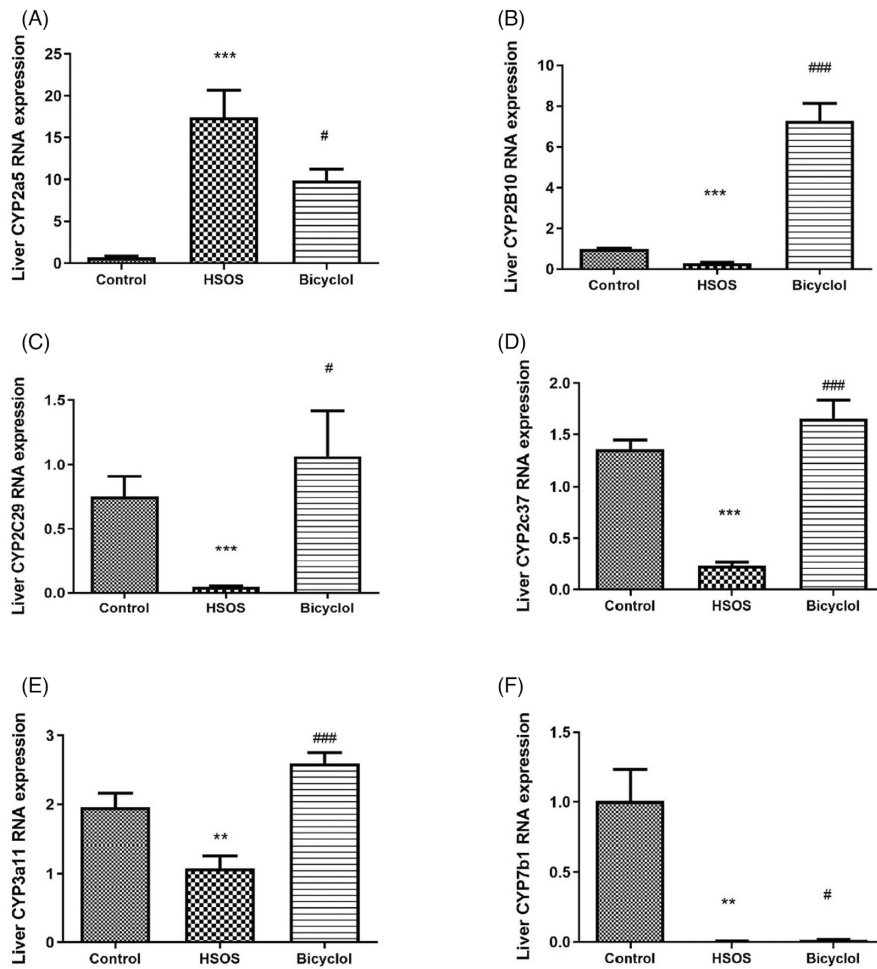 (A)
Liver CYP2a5 RNA expression
25
20
15
10
5
0
***
#
Control HSOS Bicyclol
(B)
Liver CYP2B10 RNA expression
10
8
6
4
2
0
***
###
Control HSOS Bicyclol
(C)
Liver CYP2C29 RNA expression
1.5
1.0
0.5
0.0
***
#
Control HSOS Bicyclol
(D)
Liver CYP2c37 RNA expression
2.0
1.5
1.0
0.5
0.0
***
###
Control HSOS Bicyclol
(E)
Liver CYP3a11 RNA expression
3
2
1
0
**
###
Control HSOS Bicyclol
(F)
Liver CYP7b1 RNA expression
1.5
1.0
0.5
0.0
**
#
Control HSOS Bicyclol